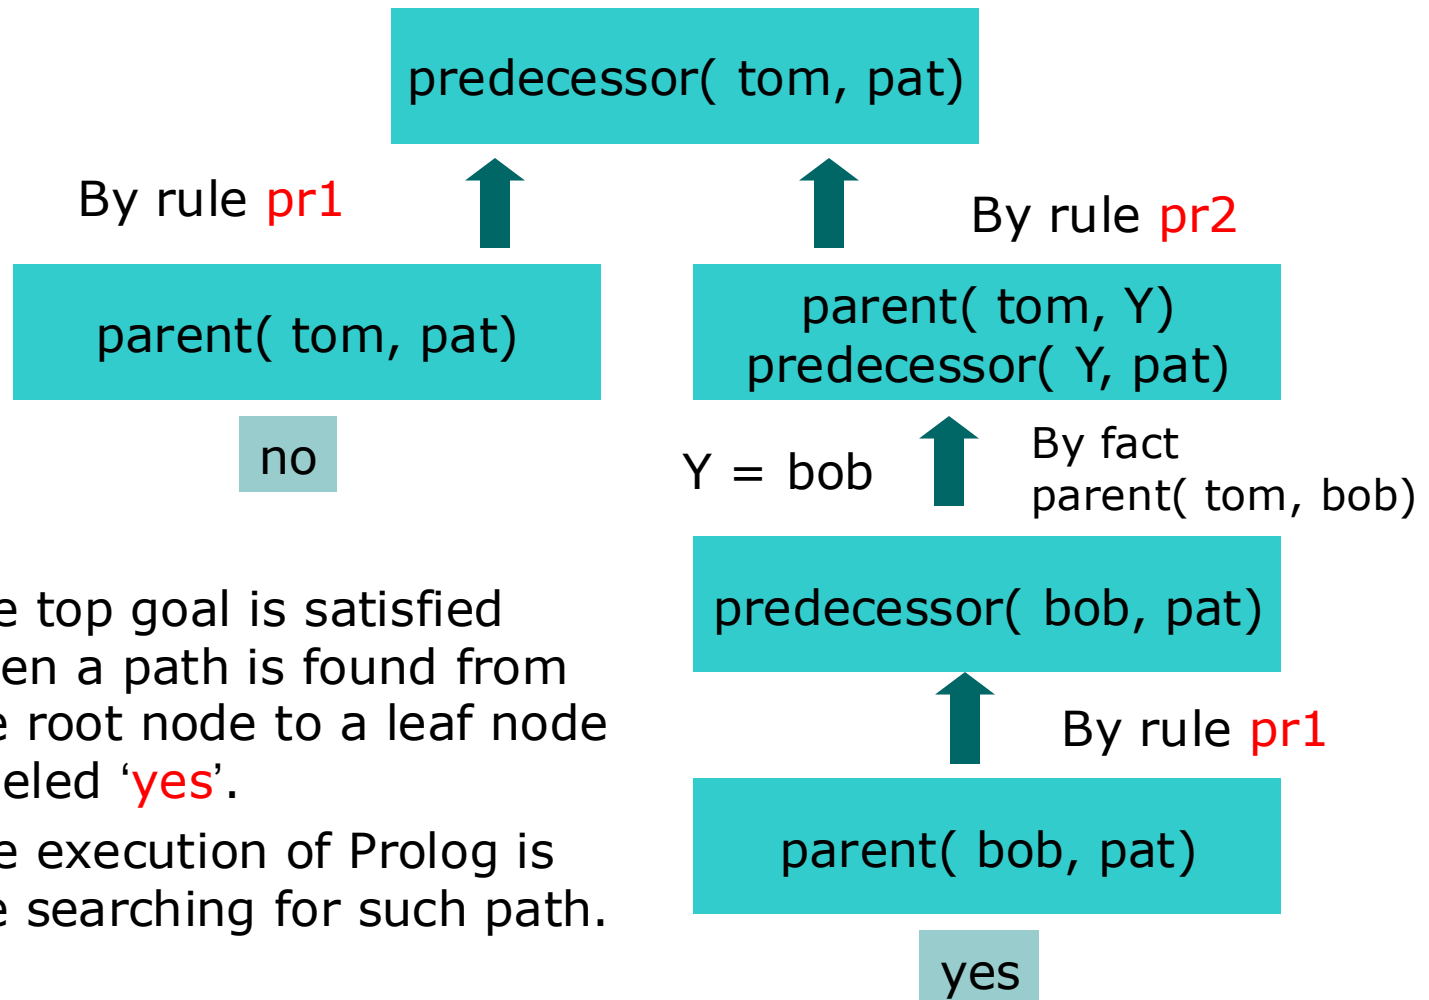 predecessor( tom, pat)
By rule pr1
By rule pr2
parent( tom, pat)
parent( tom, Y)
predecessor( Y, pat)
no
Y = bob
By fact
parent( tom, bob)
predecessor( bob, pat)
e top goal is satisfied
en a path is found from
e root node to a leaf node
eled ‘yes’.
By rule pr1
e execution of Prolog is
e searching for such path.
parent( bob, pat)
yes